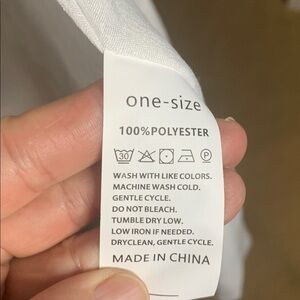 one-size
100%POLYESTER
30 P
WASH WITH LIKE COLORS.
MACHINE WASH COLD.
GENTLE CYCLE.
DO NOT BLEACH.
TUMBLE DRY LOW.
LOW IRON IF NEEDED.
DRYCLEAN, GENTLE CYCLE.
MADE IN CHINA